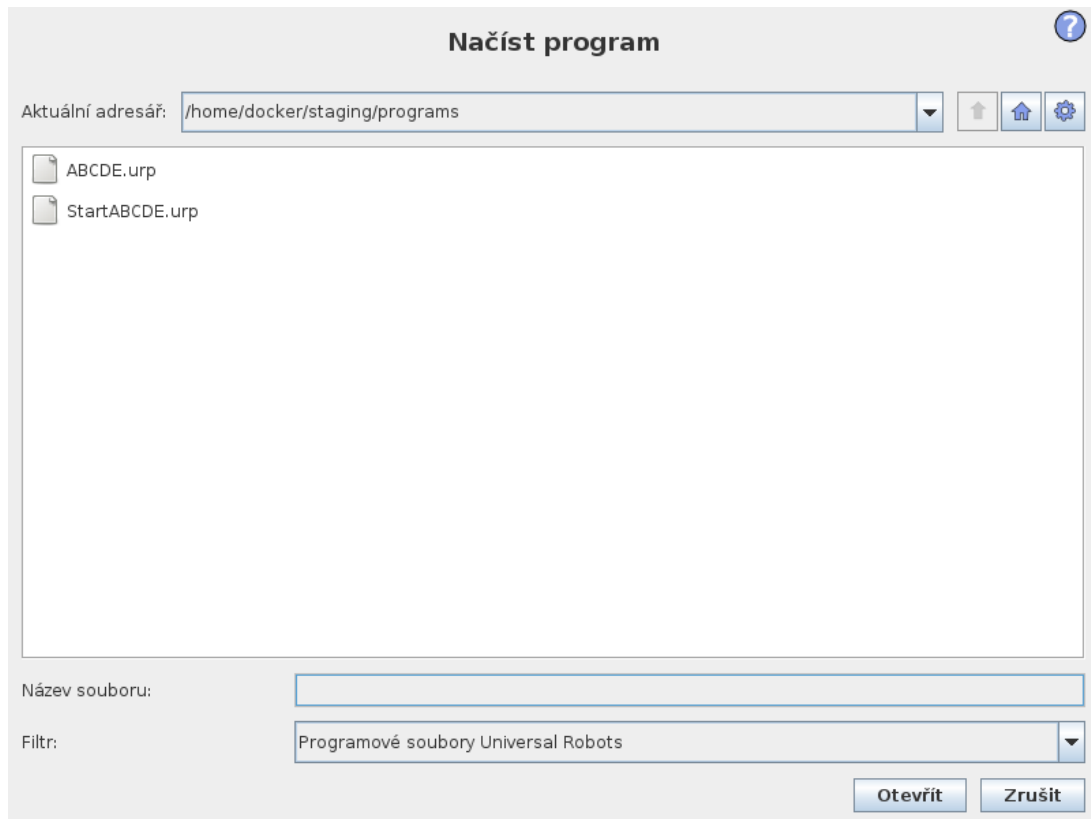 Načíst program
?
Aktuální adresář: /home/docker/staging/programs
ABCDE.urp
StartABCDE.urp
Název souboru:
Filtr: Programové soubory Universal Robots
Otevřít Zrušit